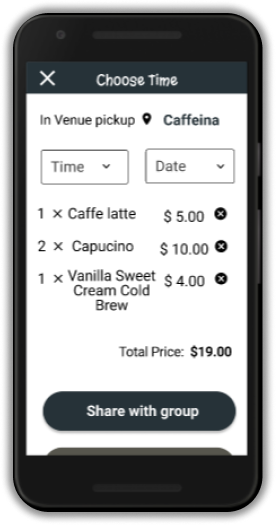 Choose Time
In Venue pickup Caffeina
Time Date
1 × Caffe latte $ 5.00
2 × Capucino $ 10.00
1 × Vanilla Sweet $ 4.00
Cream Cold
Brew
Total Price: $19.00
Share with group